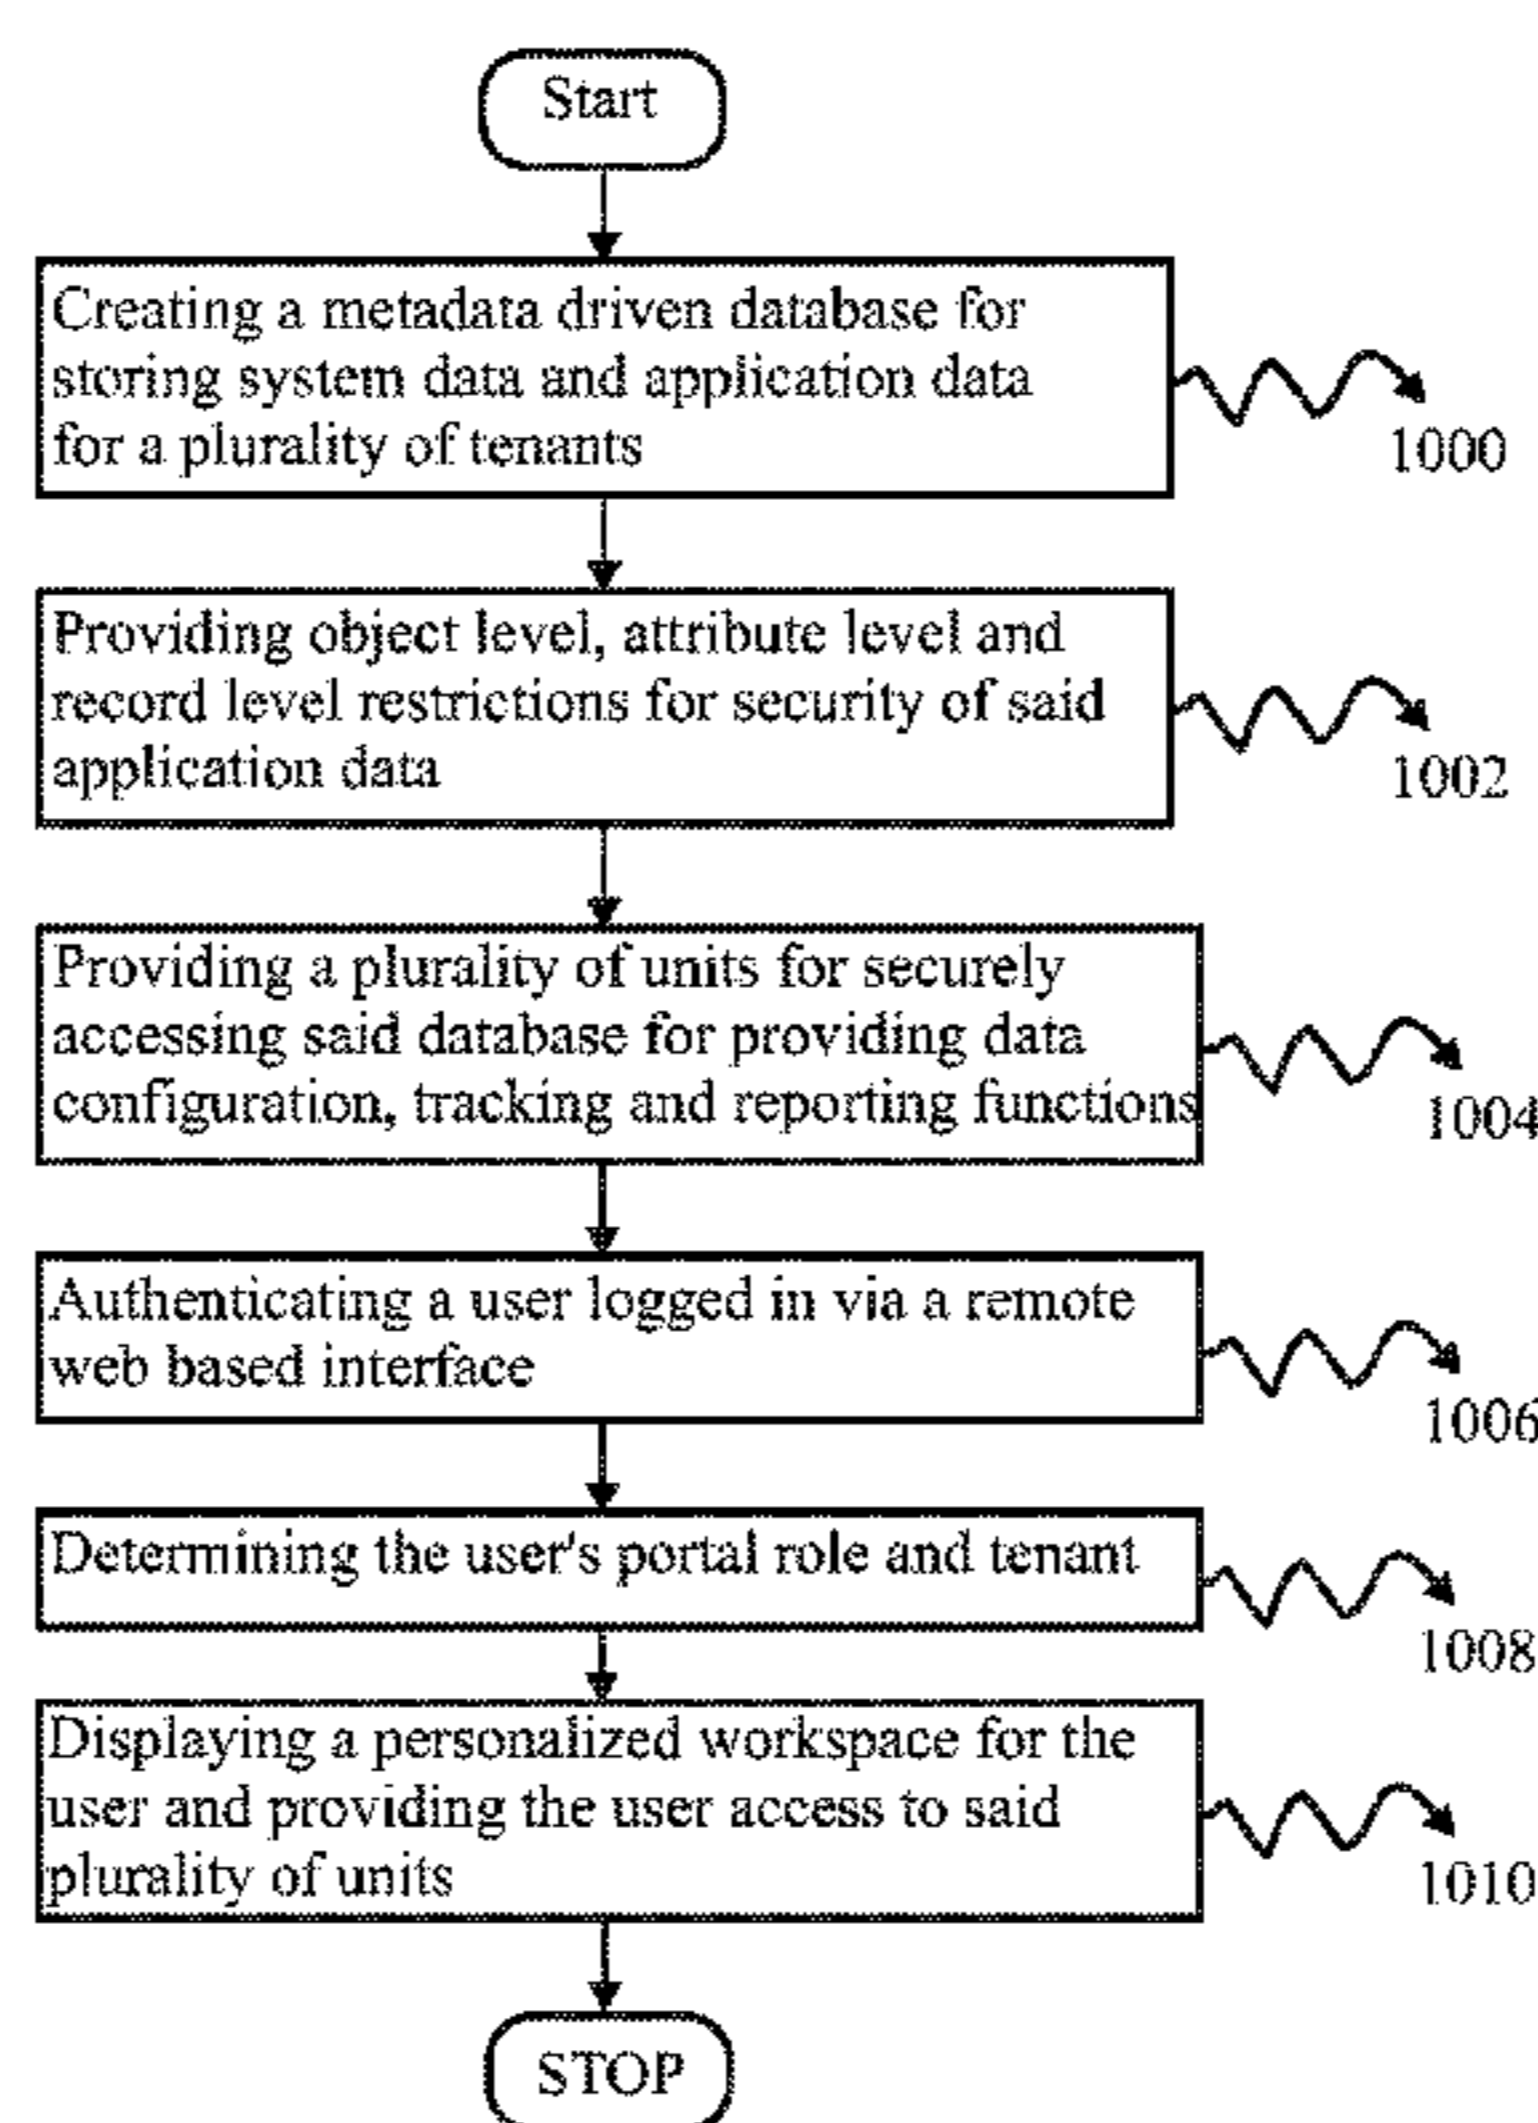 Start
Creating a metadata driven database for
storing system data and application data
for a plurality of tenants
1000
Providing object level, attribute level and
record level restrictions for security of said
application data
1002
Providing a plurality of units for securely
accessing said database for providing data
configuration, tracking and reporting functions
1004
Authenticating a user logged in via a remote
web based interface
1006
Determining the user's portal role and tenant
1008
Displaying a personalized workspace for the
user and providing the user access to said
plurality of units
1010
STOP